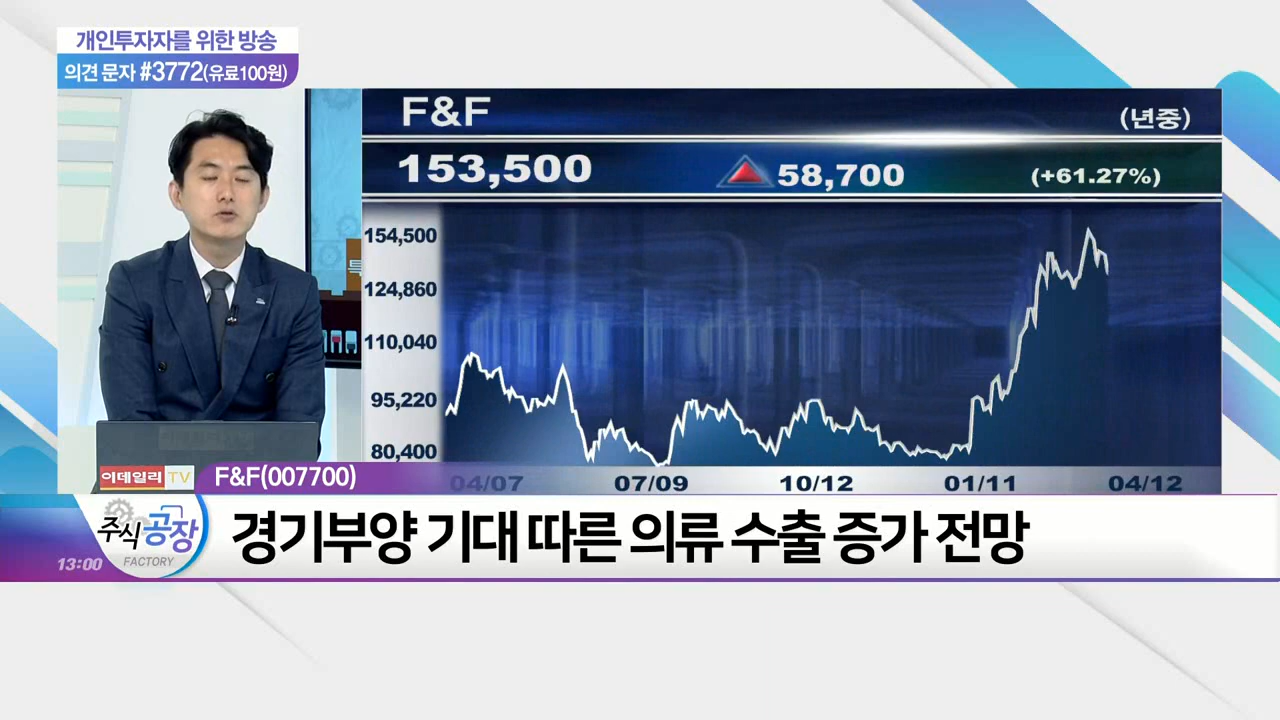 개인투자자를 위한 방송
의견 문자 #3772(유료100원)
F&F
(년중)
153,500
58,700
(+61.27%)
154,500
124,860
110,040
95,220
80,400
04/07
07/09
10/12
01/11
04/12
특
이데일리 TV
F&F(007700)
주식공장
FACTORY
13:00
경기부양 기대 따른 의류 수출 증가 전망